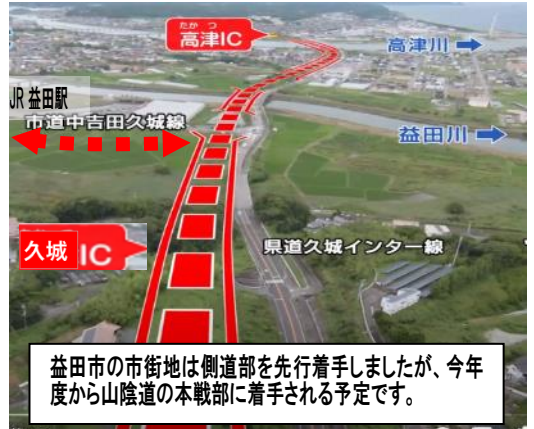 たかつ
高津IC
高津川
JR 益田駅
市道中吉田久城線
益田川
久城 IC
県道久城インター線
益田市の市街地は側道部を先行着手しましたが、今年
度から山陰道の本戦部に着手される予定です。